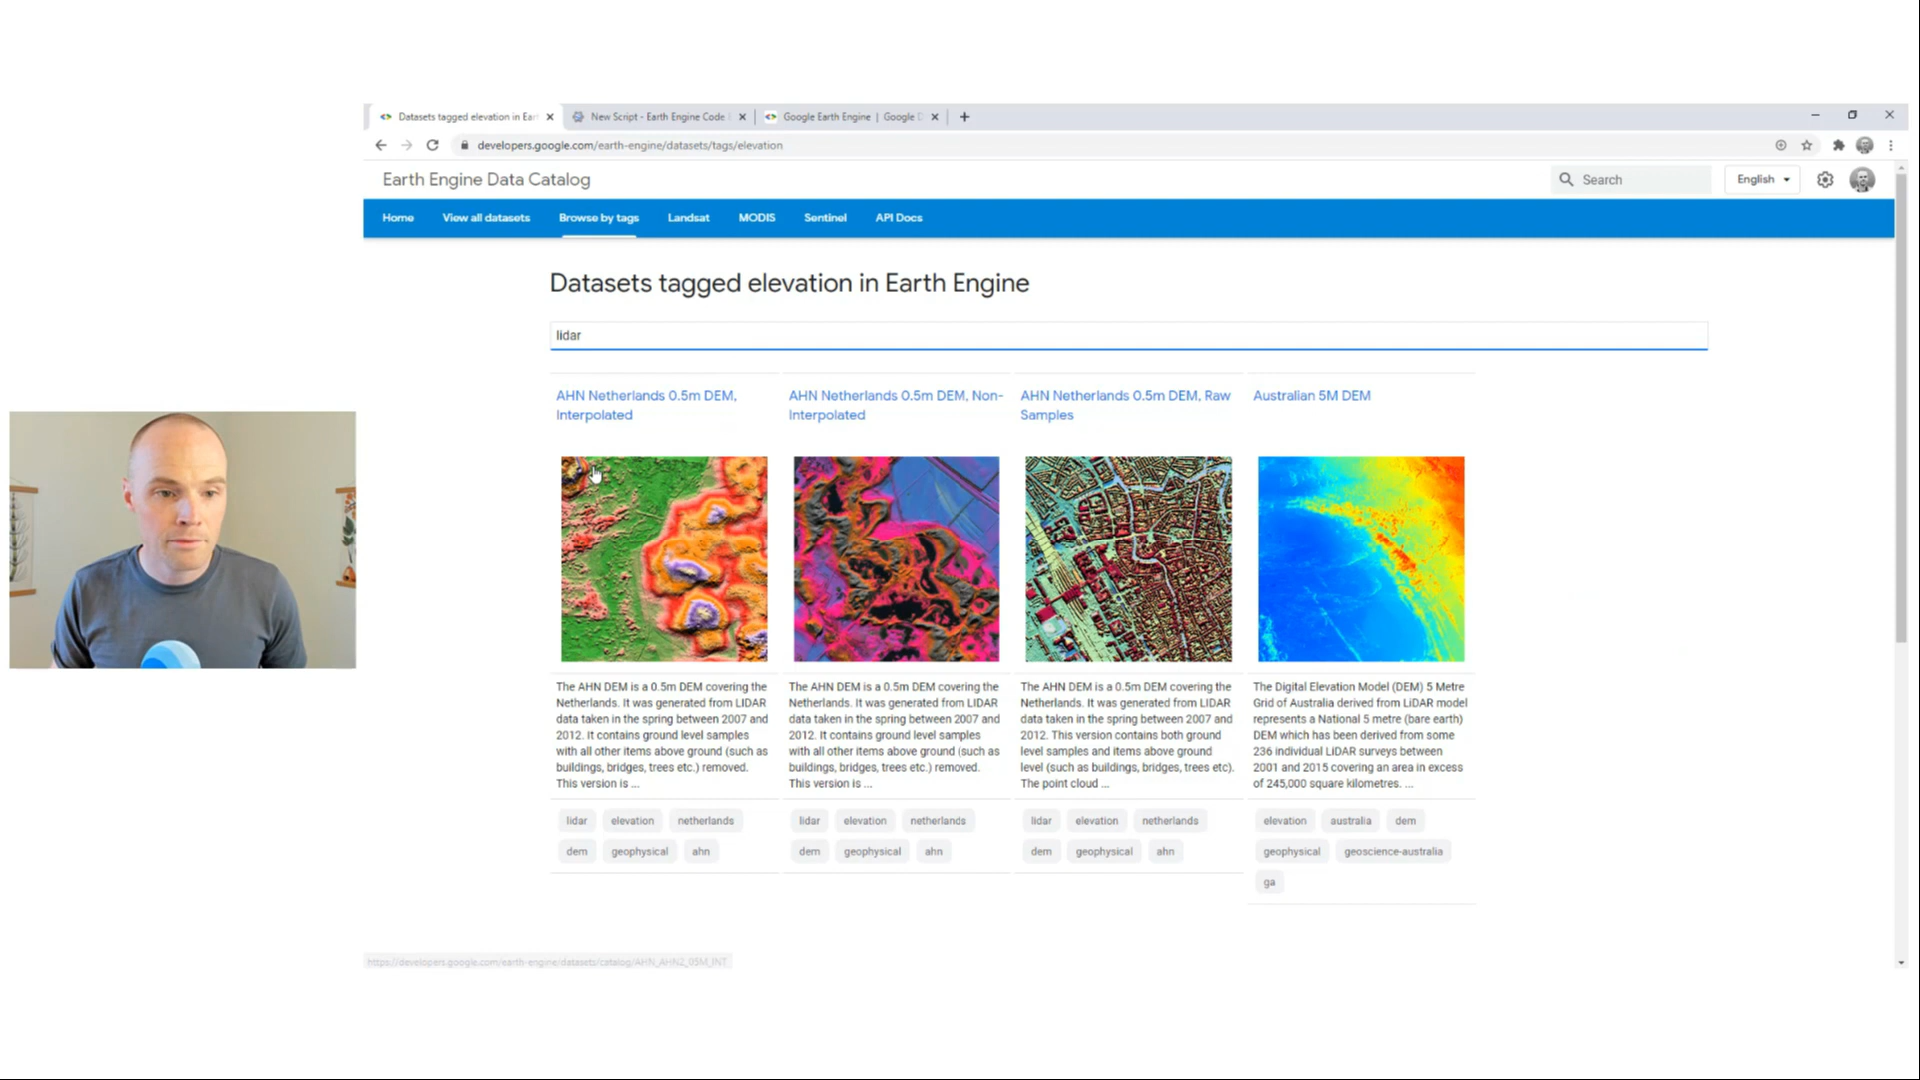 Datasets tagged elevation in Ear
New Script - Earth Engine Code
Google Earth Engine | Google
developers.google.com/earth-engine/datasets/tags/elevation
Earth Engine Data Catalog
Search
English
Home
View all datasets
Browse by tags
Landsat
MODIS
Sentinel
API Docs
Datasets tagged elevation in Earth Engine
lidar
AHN Netherlands 0.5m DEM,
Interpolated
The AHN DEM is a 0.5m DEM covering the
Netherlands. It was generated from LIDAR
data taken in the spring between 2007 and
2012. It contains ground level samples
with all other items above ground (such as
buildings, bridges, trees etc.) removed.
This version is ...
lidar
elevation
netherlands
dem
geophysical
ahn
AHN Netherlands 0.5m DEM, Non-
Interpolated
The AHN DEM is a 0.5m DEM covering the
Netherlands. It was generated from LIDAR
data taken in the spring between 2007 and
2012. It contains ground level samples
with all other items above ground (such as
buildings, bridges, trees etc.) removed.
This version is ...
lidar
elevation
netherlands
dem
geophysical
ahn
AHN Netherlands 0.5m DEM, Raw
Samples
The AHN DEM is a 0.5m DEM covering the
Netherlands. It was generated from LIDAR
data taken in the spring between 2007 and
2012. This version contains both ground
level samples and items above ground
level (such as buildings, bridges, trees etc).
The point cloud ...
lidar
elevation
netherlands
dem
geophysical
ahn
Australian 5M DEM
The Digital Elevation Model (DEM) 5 Metre
Grid of Australia derived from LiDAR model
represents a National 5 metre (bare earth)
DEM which has been derived from some
236 individual LiDAR surveys between
2001 and 2015 covering an area in excess
of 245,000 square kilometres. ...
elevation
australia
dem
geophysical
geoscience-australia
ga
https://developers.google.com/earth-engine/datasets/catalog/AHN_AHN2_05M_INT